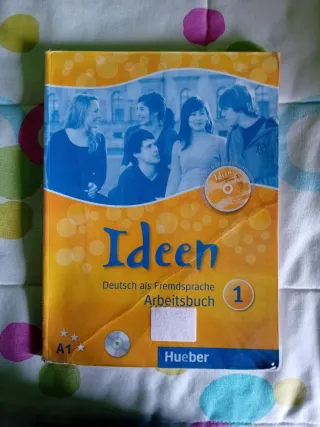 Ideen
Deutsch als Fremdsprache
Arbeitsbuch 1
A1
Hueber